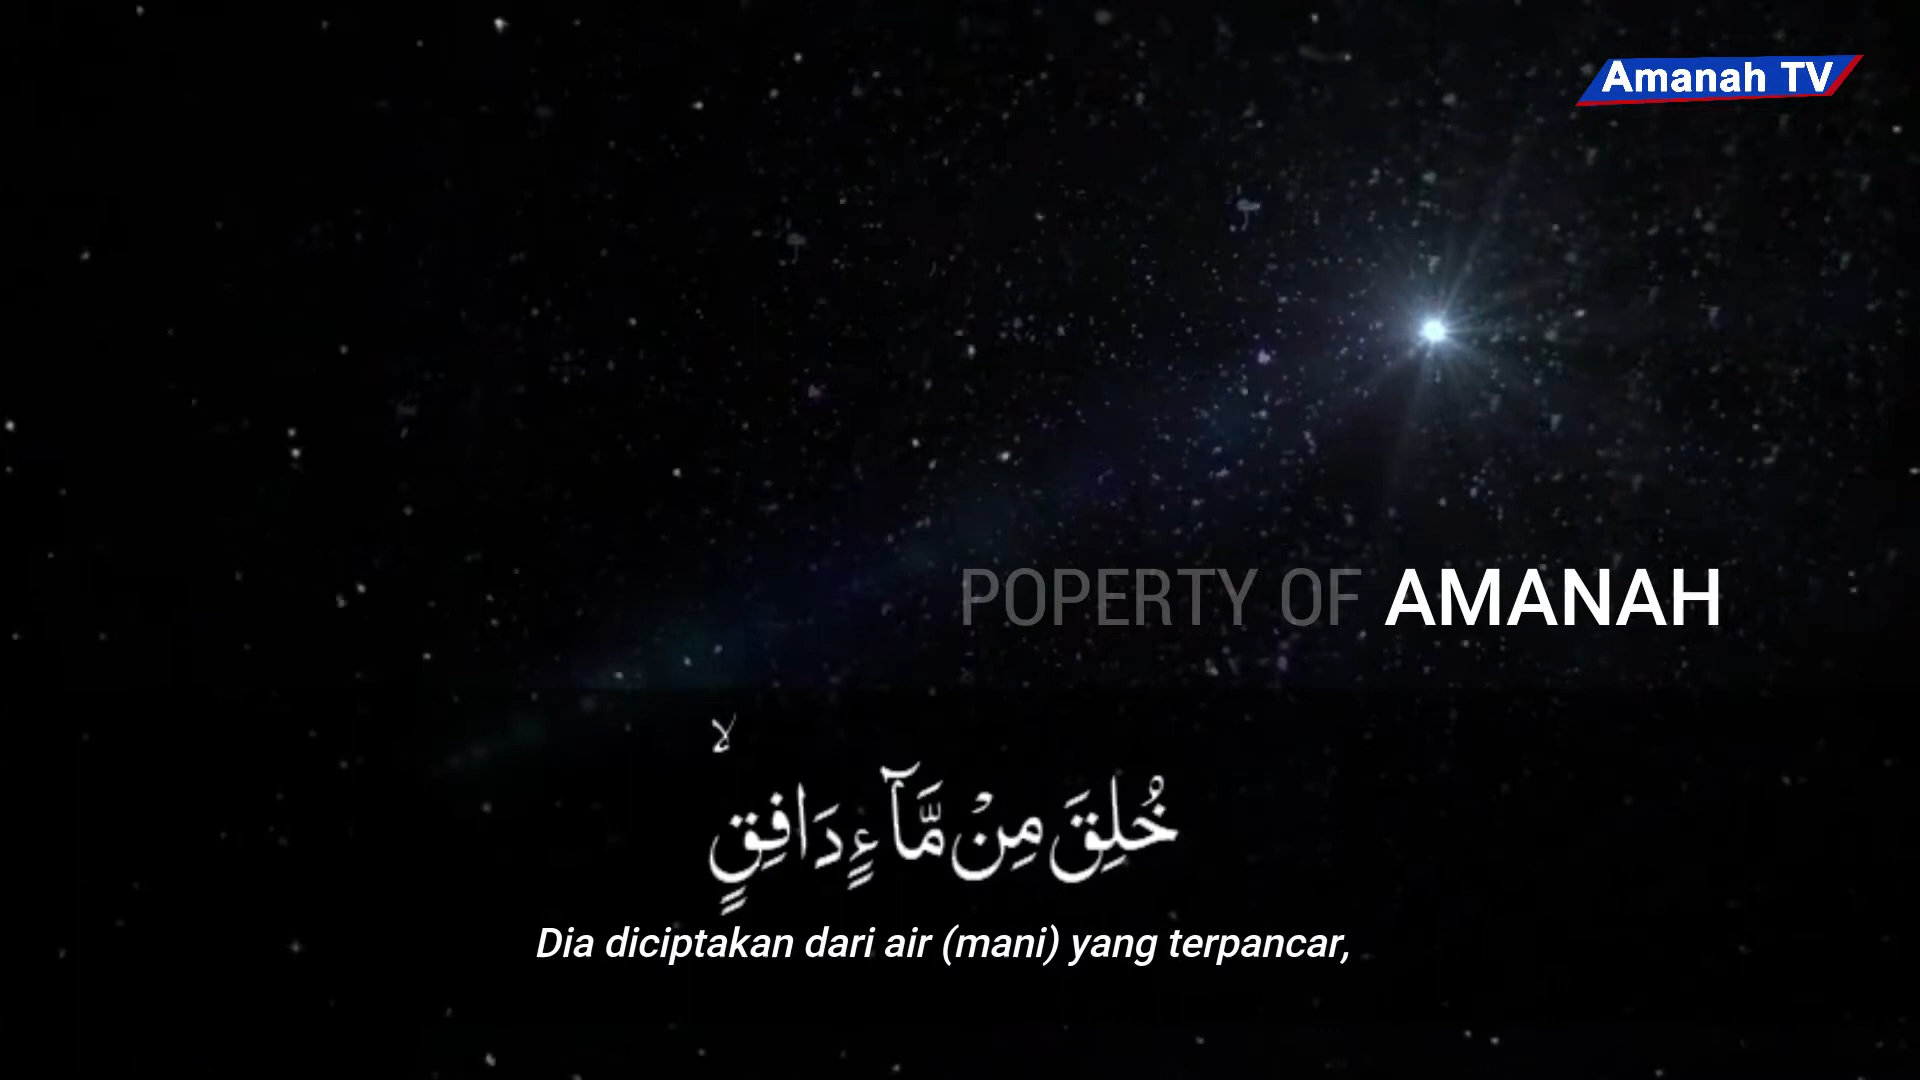 Amanah TV
POPERTY OF AMANAH
خُلِقَ مِنْ مَّآءٍ دَافِقٍۙ
Dia diciptakan dari air (mani) yang terpancar,